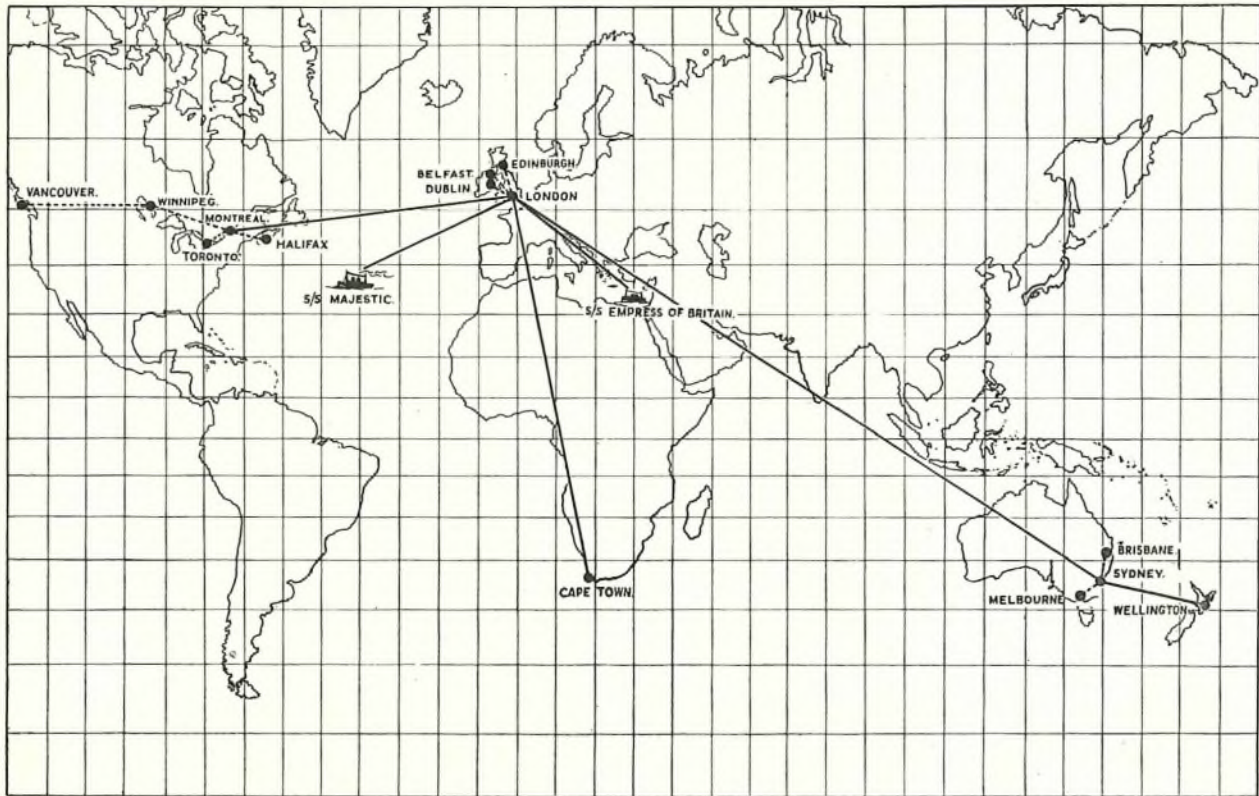 EDINBURGH
BELFAST.
DUBLIN
LONDON
VANCOUVER.
WINNIPEG.
MONTREAL.
HALIFAX
TORONTO.
S/S MAJESTIC.
S/S EMPRESS OF BRITAIN.
BRISBANE.
SYDNEY.
CAPE TOWN.
MELBOURNE
WELLINGTON.